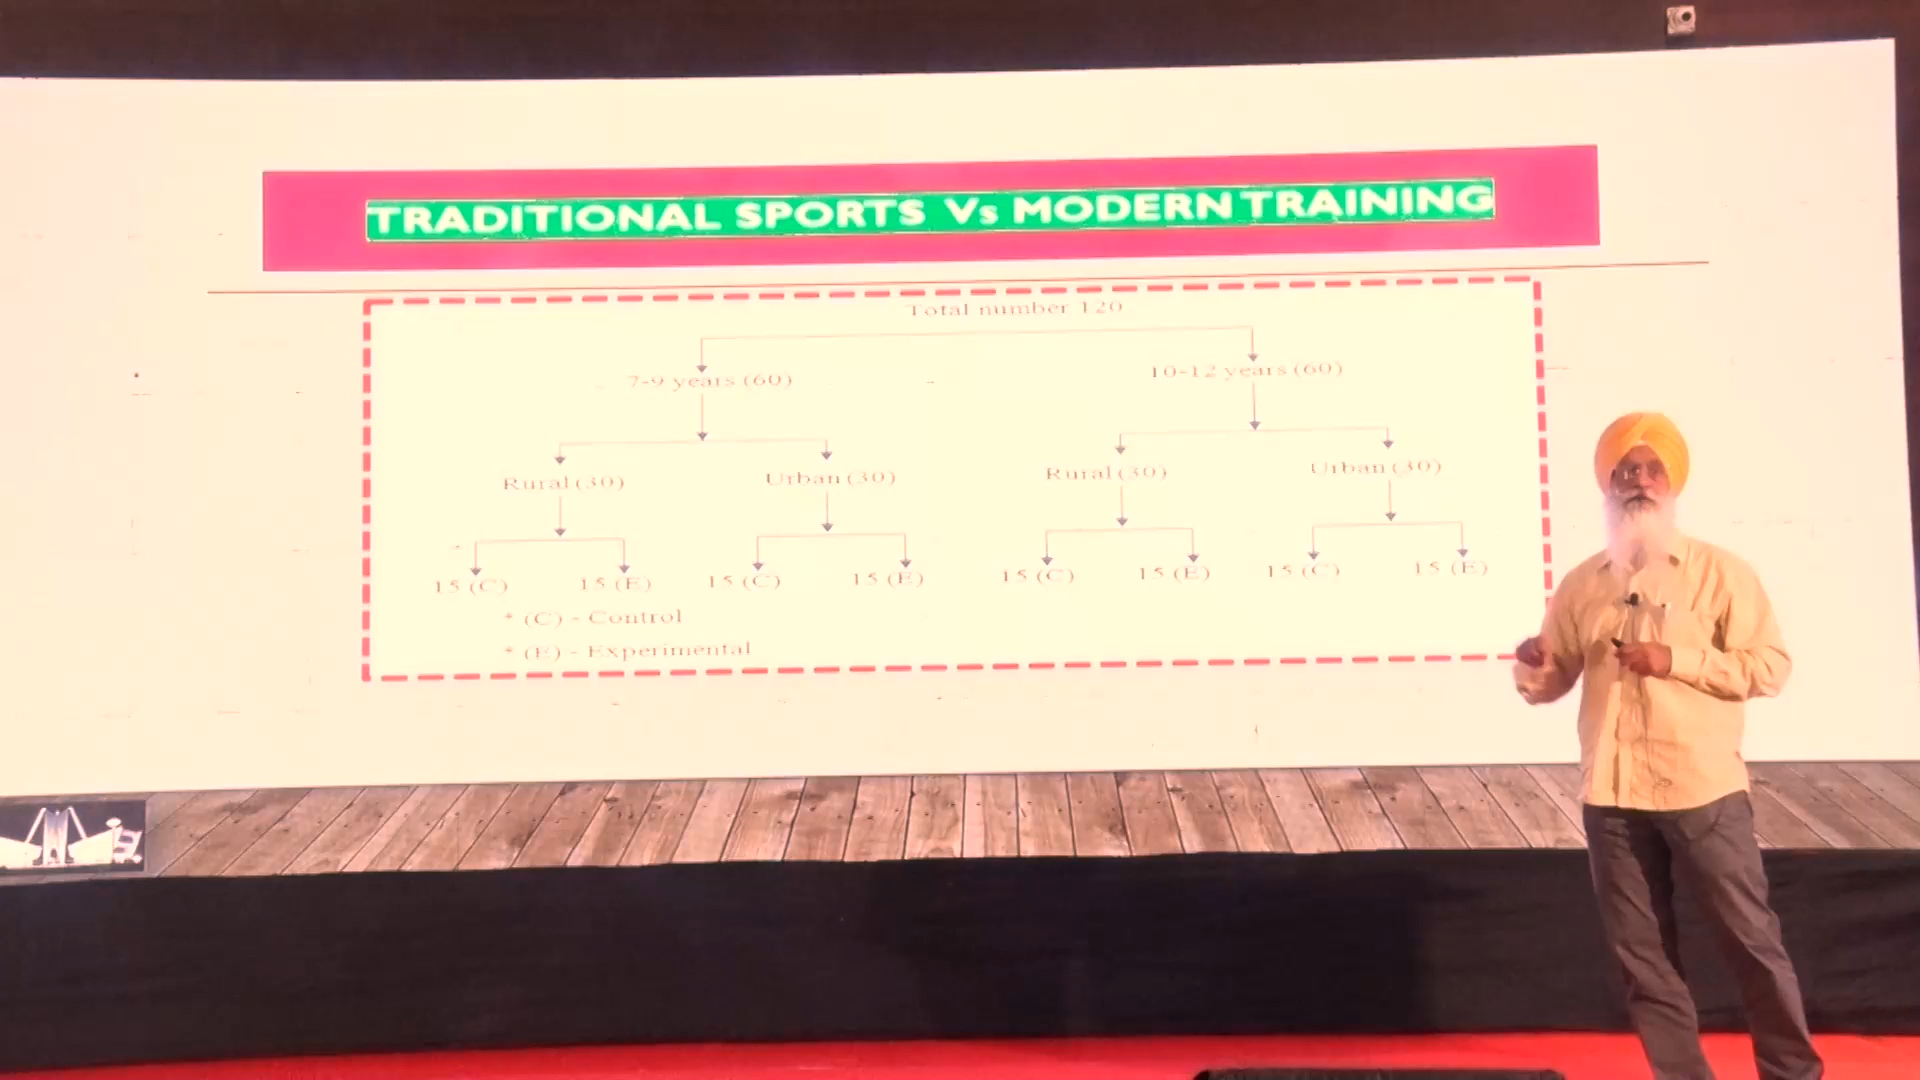 TRADITIONAL SPORTS Vs MODERN TRAINING
Total number 120
7-9 years (60) 10-12 years (60)
Rural (30) Urban (30) Rural (30) Urban (30)
15 (C) 15 (E) 15 (C) 15 (E) 15 (C) 15 (E) 15 (C) 15 (E)
* (C) - Control
* (E) - Experimental